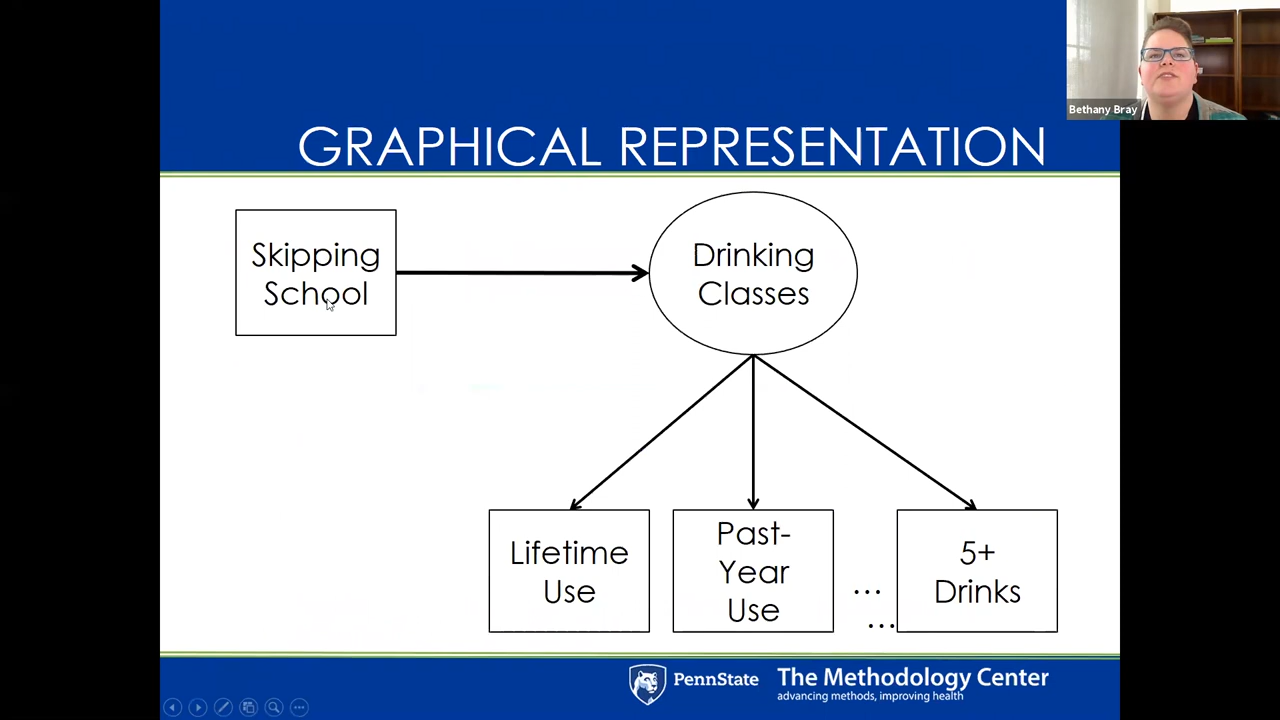 Bethany Bray
GRAPHICAL REPRESENTATION
Skipping
School
Drinking
Classes
Lifetime
Use
Past-
Year
Use
...
...
5+
Drinks
PennState
The Methodology Center
advancing methods, improving health